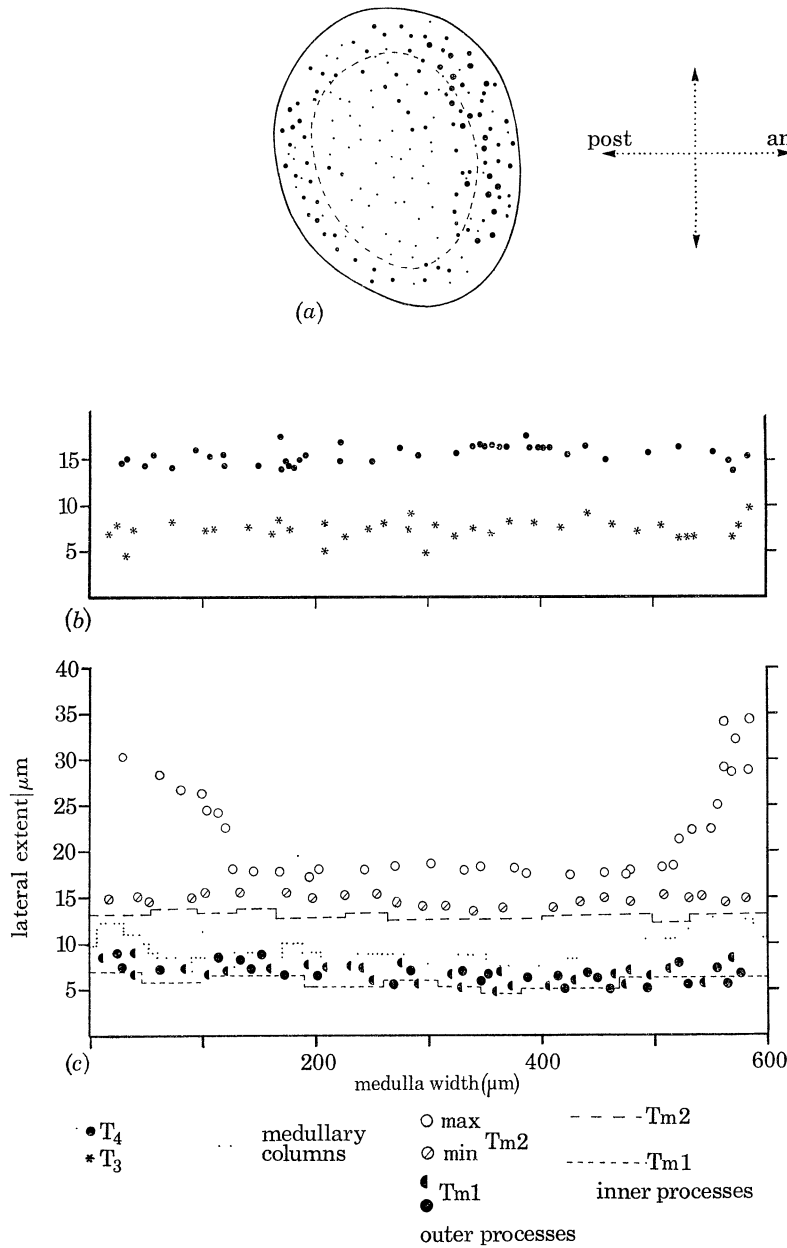 post
an
(a)
15
10
5
(b)
40
35
30
25
20
15
10
5
lateral extent/μm
(c)
200
400
600
medulla width (μm)
T4
T3
medullary
columns
max
min
Tm2
Tm1
outer processes
Tm2
Tm1
inner processes